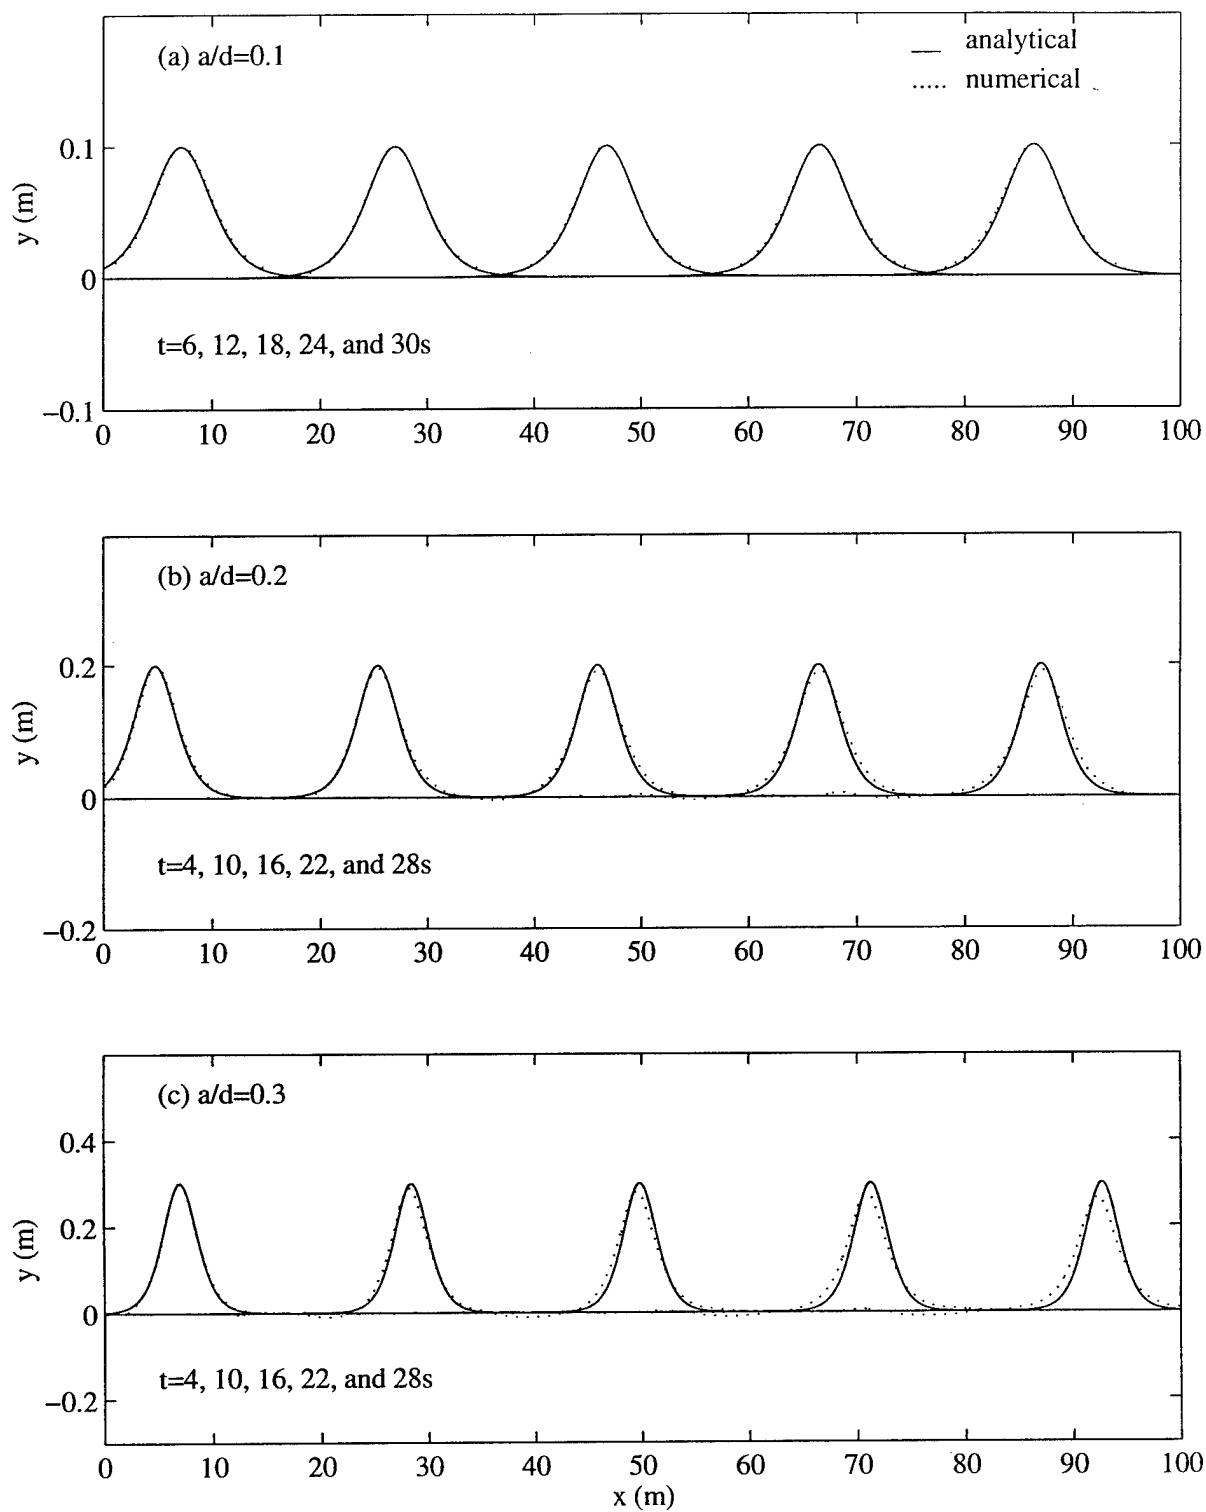 (a) a/d=0.1
analytical
numerical
0.1
0
−0.1
y (m)
t=6, 12, 18, 24, and 30s
0 10 20 30 40 50 60 70 80 90 100
(b) a/d=0.2
0.2
0
−0.2
y (m)
t=4, 10, 16, 22, and 28s
0 10 20 30 40 50 60 70 80 90 100
(c) a/d=0.3
0.4
0.2
0
−0.2
y (m)
t=4, 10, 16, 22, and 28s
0 10 20 30 40 50 60 70 80 90 100
x (m)